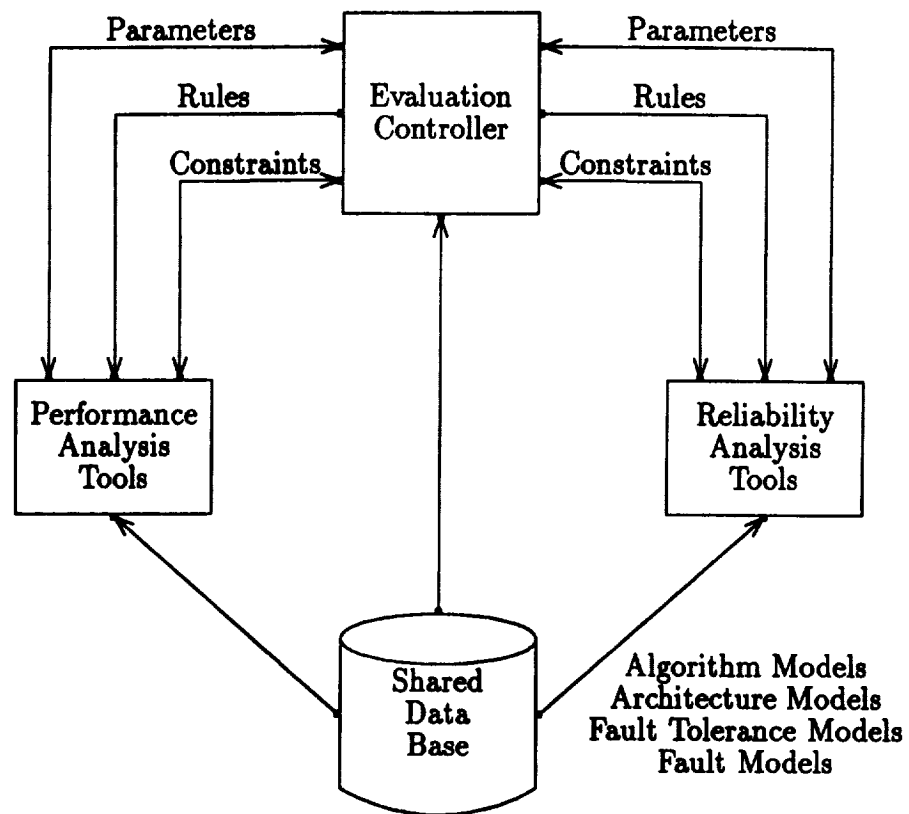 Parameters
Parameters
Rules
Evaluation
Controller
Rules
Constraints
Constraints
Performance
Analysis
Tools
Reliability
Analysis
Tools
Shared
Data
Base
Algorithm Models
Architecture Models
Fault Tolerance Models
Fault Models